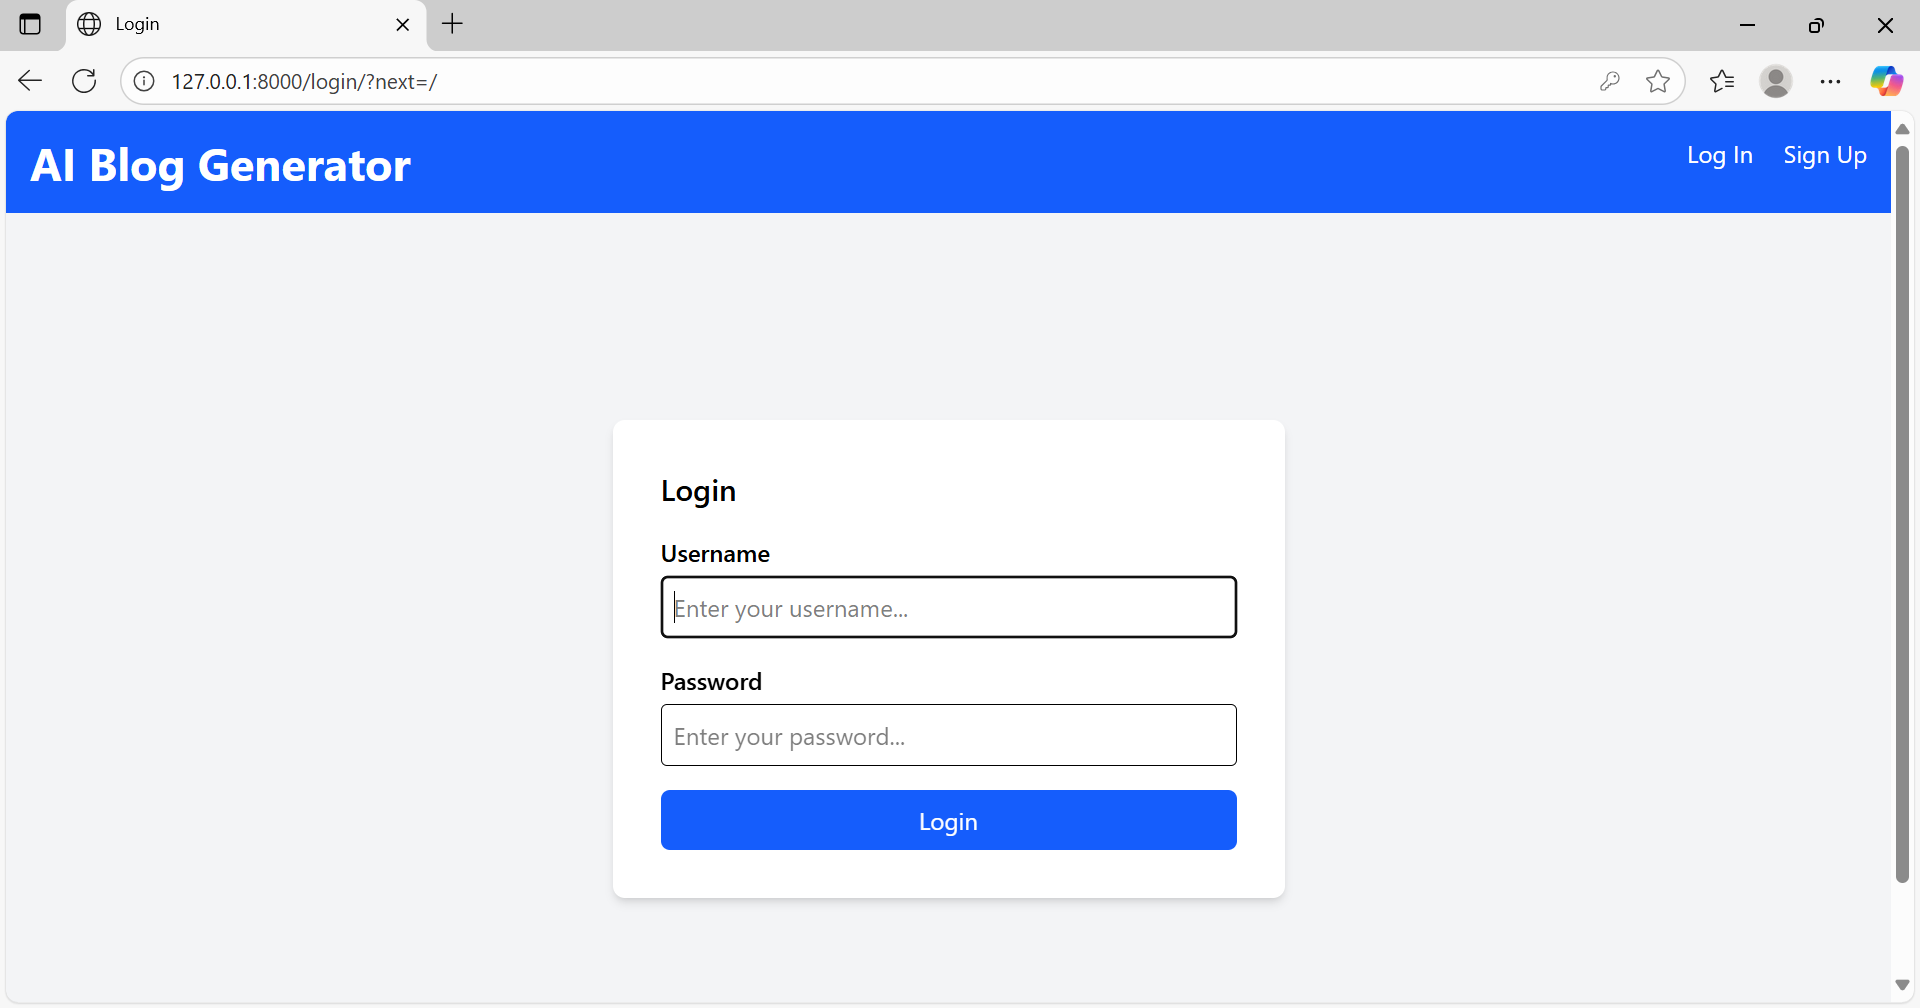 Login
127.0.0.1:8000/login/?next=/
AI Blog Generator
Log In
Sign Up
Login
Username
Enter your username...
Password
Enter your password...
Login